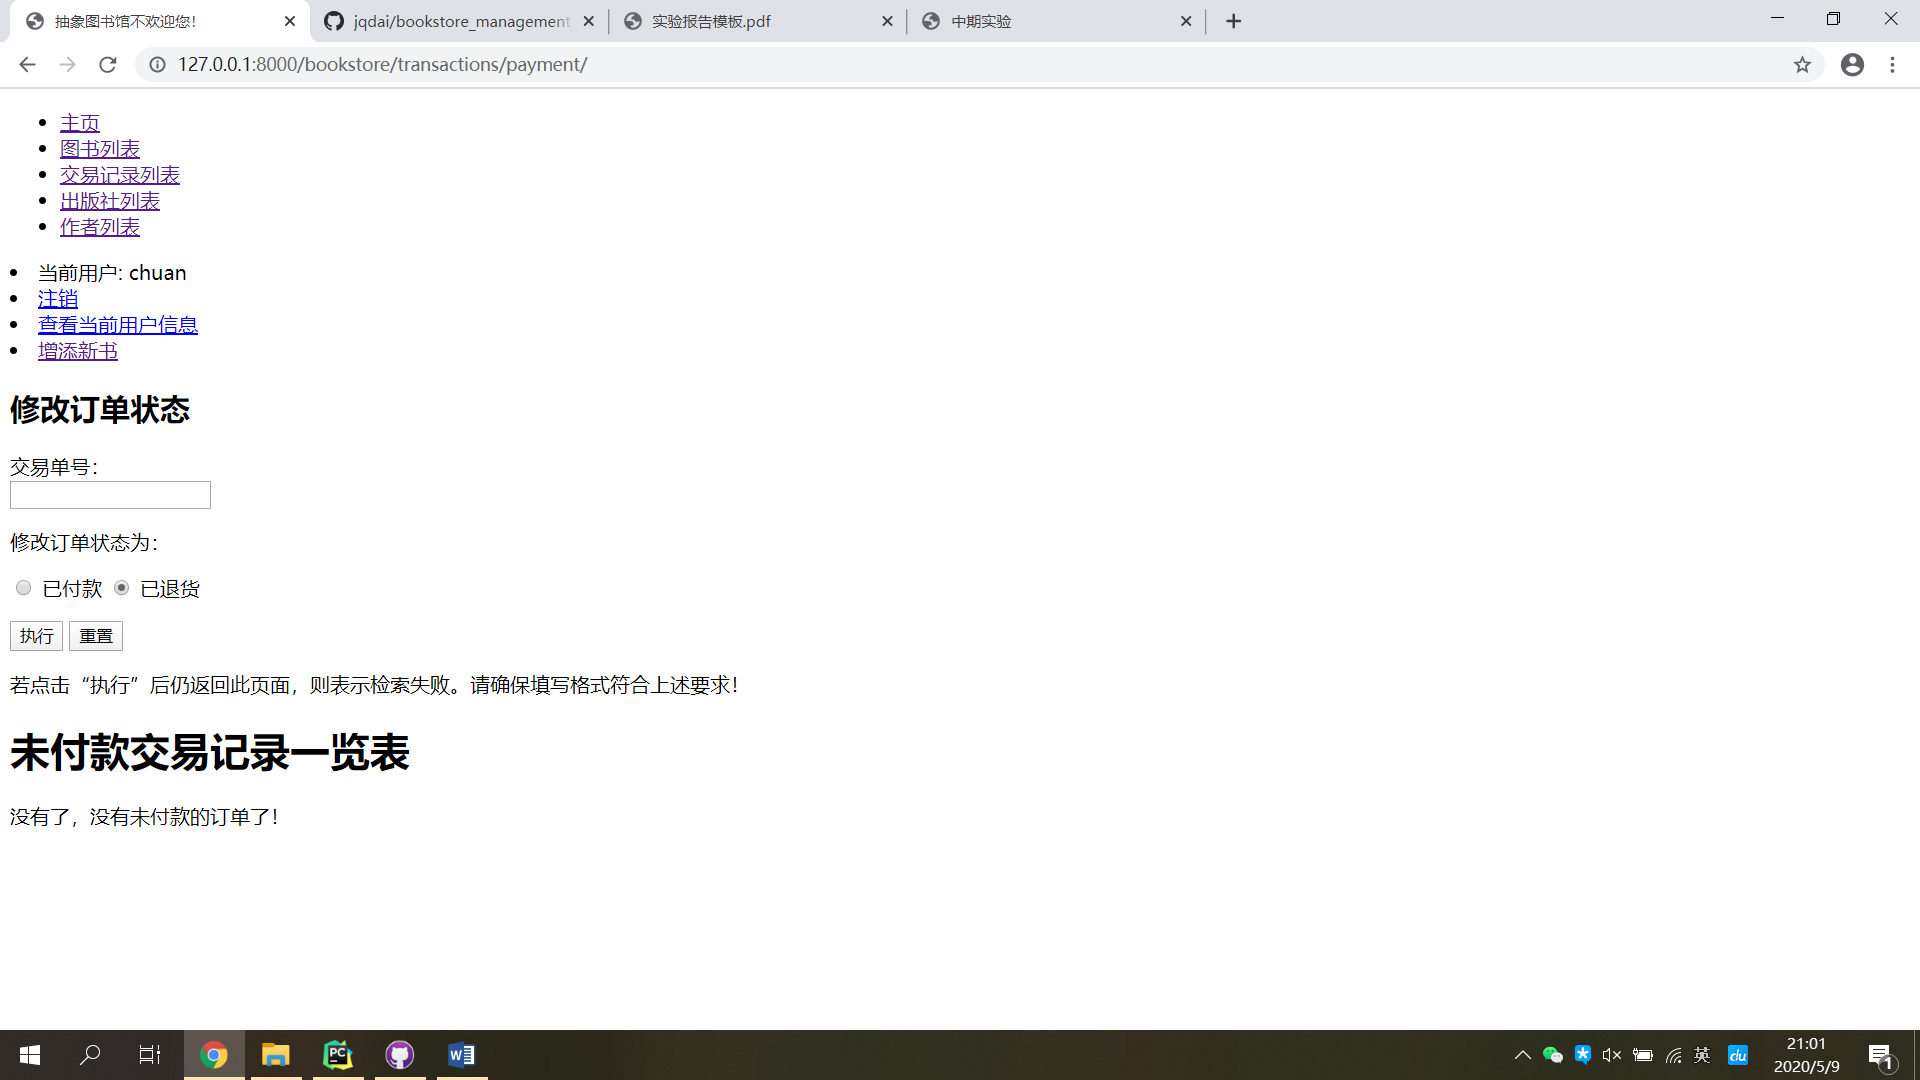 抽象图书馆不欢迎您!
jqdai/bookstore_management
实验报告模板.pdf
中期实验
127.0.0.1:8000/bookstore/transactions/payment/
主页
图书列表
交易记录列表
出版社列表
作者列表
当前用户: chuan
注销
查看当前用户信息
增添新书
修改订单状态
交易单号：
修改订单状态为：
已付款 已退货
执行 重置
若点击“执行”后仍返回此页面，则表示检索失败。请确保填写格式符合上述要求！
未付款交易记录一览表
没有了，没有未付款的订单了！
PC
W
英
du
21:01
2020/5/9
1